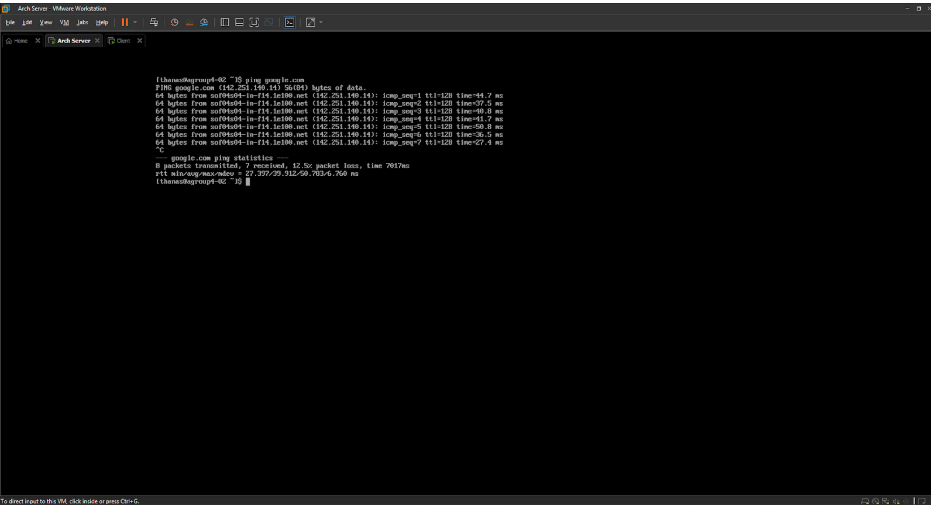 Arch Server - VMware Workstation
File Edit View VM Tabs Help
Home Arch Server Client
[thanas@agroup4-02 ~]$ ping google.com
PING google.com (142.251.140.14) 56(84) bytes of data.
64 bytes from sof04s04-in-f14.1e100.net (142.251.140.14): icmp_seq=1 ttl=128 time=44.7 ms
64 bytes from sof04s04-in-f14.1e100.net (142.251.140.14): icmp_seq=2 ttl=128 time=37.5 ms
64 bytes from sof04s04-in-f14.1e100.net (142.251.140.14): icmp_seq=3 ttl=128 time=40.8 ms
64 bytes from sof04s04-in-f14.1e100.net (142.251.140.14): icmp_seq=4 ttl=128 time=41.7 ms
64 bytes from sof04s04-in-f14.1e100.net (142.251.140.14): icmp_seq=5 ttl=128 time=50.8 ms
64 bytes from sof04s04-in-f14.1e100.net (142.251.140.14): icmp_seq=6 ttl=128 time=36.5 ms
64 bytes from sof04s04-in-f14.1e100.net (142.251.140.14): icmp_seq=7 ttl=128 time=27.4 ms
^C
--- google.com ping statistics ---
8 packets transmitted, 7 received, 12.5% packet loss, time 7017ms
rtt min/avg/max/mdev = 27.397/39.912/50.783/6.760 ms
[thanas@agroup4-02 ~]$
To direct input to this VM, click inside or press Ctrl+G.